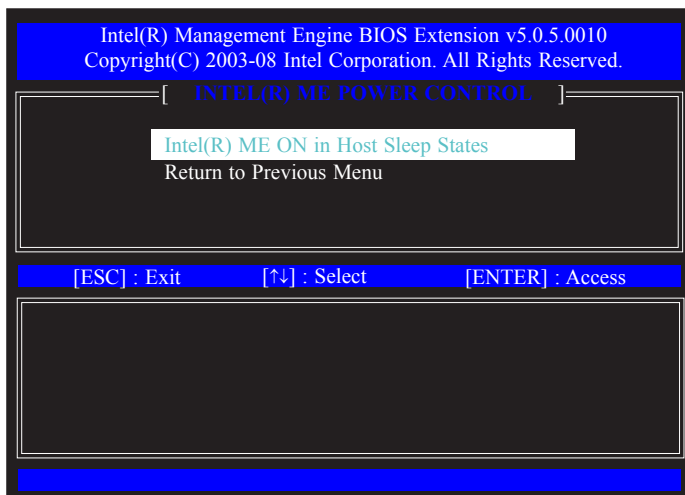 Intel(R) Management Engine BIOS Extension v5.0.5.0010
Copyright(C) 2003-08 Intel Corporation. All Rights Reserved.
[ INTEL(R) ME POWER CONTROL ]
Intel(R) ME ON in Host Sleep States
Return to Previous Menu
[ESC] : Exit [↑↓] : Select [ENTER] : Access